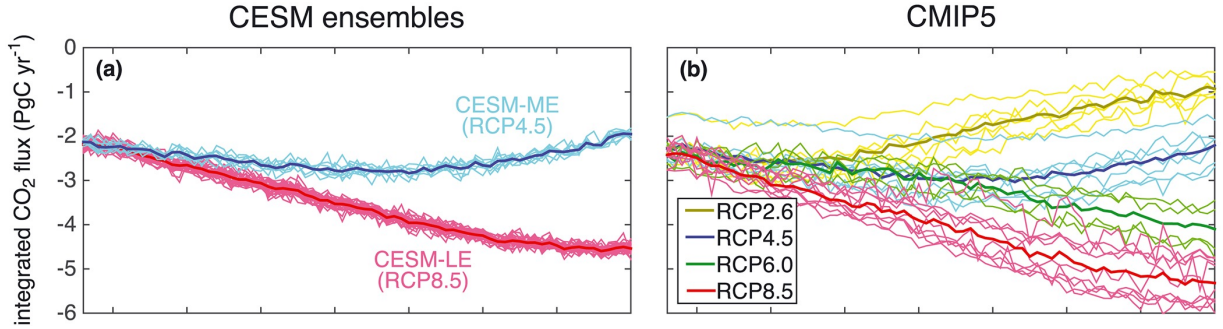 CESM ensembles
CMIP5
integrated CO₂ flux (PgC yr⁻¹)
0
-1
-2
-3
-4
-5
-6
(a)
CESM-ME
(RCP4.5)
CESM-LE
(RCP8.5)
(b)
RCP2.6
RCP4.5
RCP6.0
RCP8.5